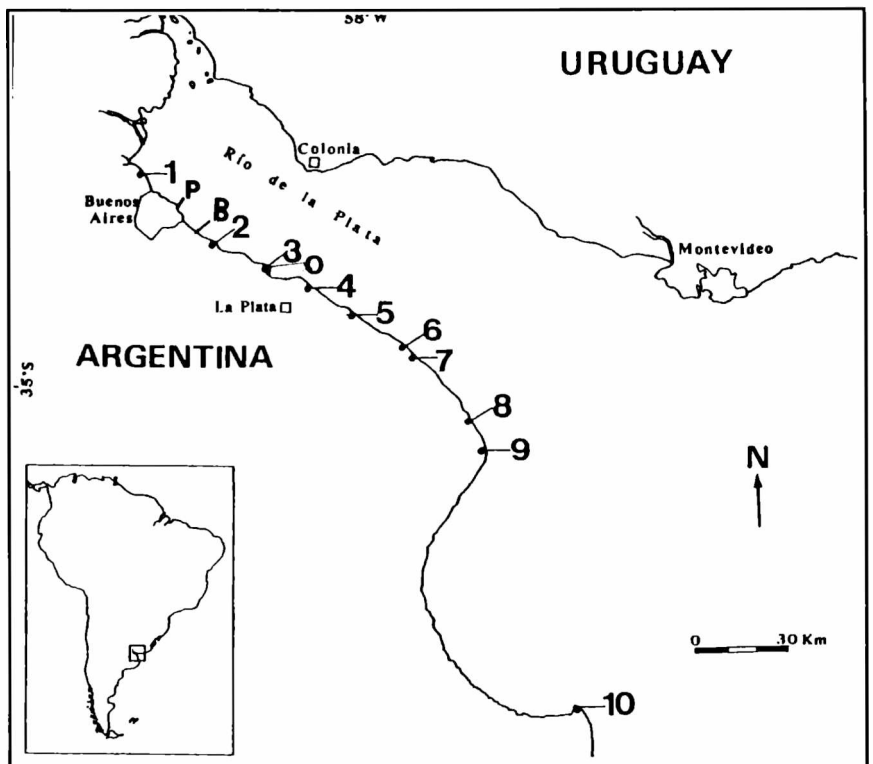 58° W
URUGUAY
Colonia
Río de la Plata
1
P
Buenos
Aires
B
2
Montevideo
3
O
4
La Plata
5
6
ARGENTINA
7
35°S
8
9
N
0 30 Km
10